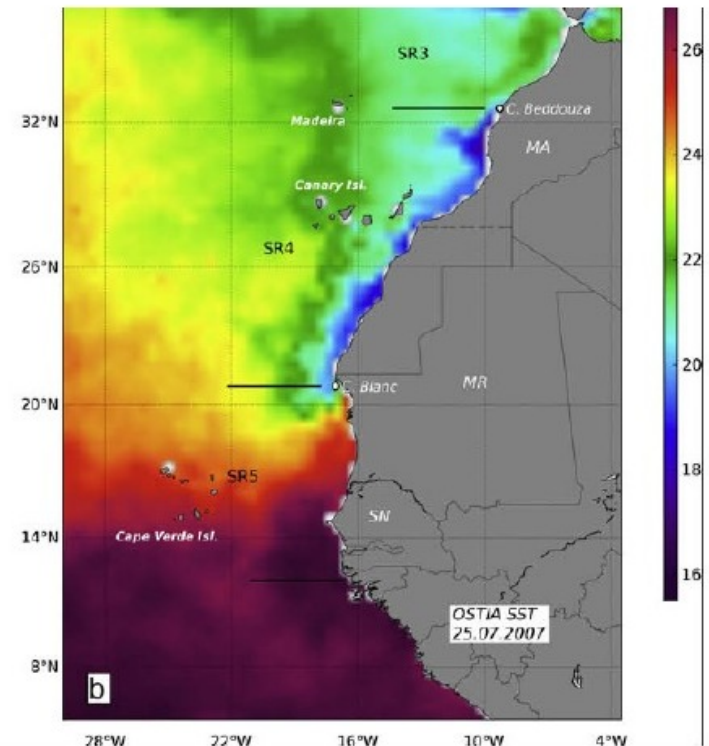 26
SR3
32°N
Madeira
C. Beddouza
MA
24
Canary Isl.
SR4
26°N
22
20
C. Blanc
MR
20°N
SR5
18
Cape Verde Isl.
SN
14°N
16
OSTIA SST
25.07.2007
8°N
b
28°W
22°W
16°W
10°W
4°W